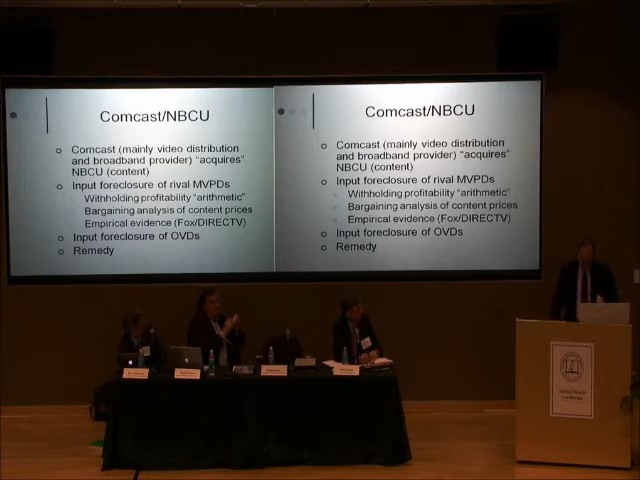 Comcast/NBCU
Comcast (mainly video distribution
and broadband provider) "acquires"
NBCU (content)
Input foreclosure of rival MVPDs
Withholding profitability "arithmetic"
Bargaining analysis of content prices
Empirical evidence (Fox/DIRECTV)
Input foreclosure of OVDs
Remedy
Comcast/NBCU
Comcast (mainly video distribution
and broadband provider) "acquires"
NBCU (content)
Input foreclosure of rival MVPDs
Withholding profitability "arithmetic"
Bargaining analysis of content prices
Empirical evidence (Fox/DIRECTV)
Input foreclosure of OVDs
Remedy